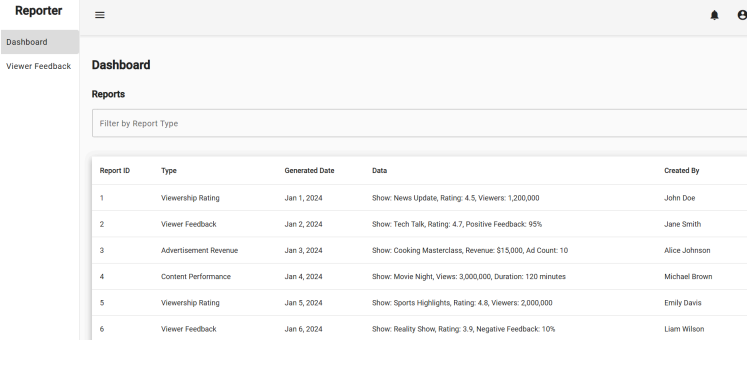 Reporter
Dashboard
Viewer Feedback
Dashboard
Reports
Filter by Report Type
Report ID Type Generated Date Data Created By
1 Viewership Rating Jan 1, 2024 Show: News Update, Rating: 4.5, Viewers: 1,200,000 John Doe
2 Viewer Feedback Jan 2, 2024 Show: Tech Talk, Rating: 4.7, Positive Feedback: 95% Jane Smith
3 Advertisement Revenue Jan 3, 2024 Show: Cooking Masterclass, Revenue: $15,000, Ad Count: 10 Alice Johnson
4 Content Performance Jan 4, 2024 Show: Movie Night, Views: 3,000,000, Duration: 120 minutes Michael Brown
5 Viewership Rating Jan 5, 2024 Show: Sports Highlights, Rating: 4.8, Viewers: 2,000,000 Emily Davis
6 Viewer Feedback Jan 6, 2024 Show: Reality Show, Rating: 3.9, Negative Feedback: 10% Liam Wilson